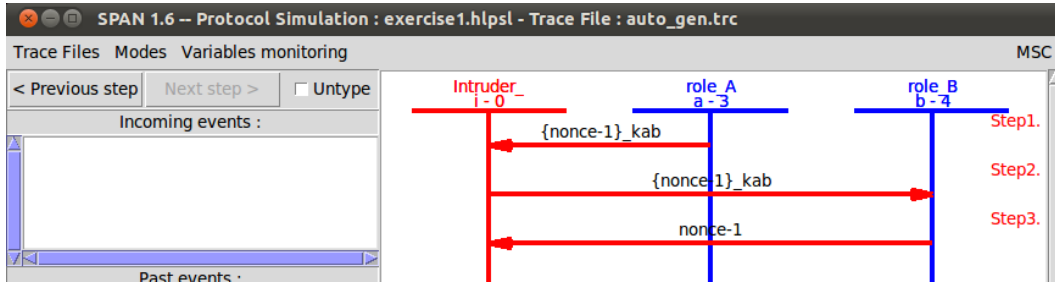 SPAN 1.6 -- Protocol Simulation : exercise1.hlpsl - Trace File : auto_gen.trc
Trace Files Modes Variables monitoring MSC
< Previous step Next step > Untype
Incoming events :
Past events :
Intruder_ role_A role_B
i - 0 a - 3 b - 4
Step1.
{nonce-1}_kab
Step2.
{nonce-1}_kab
Step3.
nonce-1